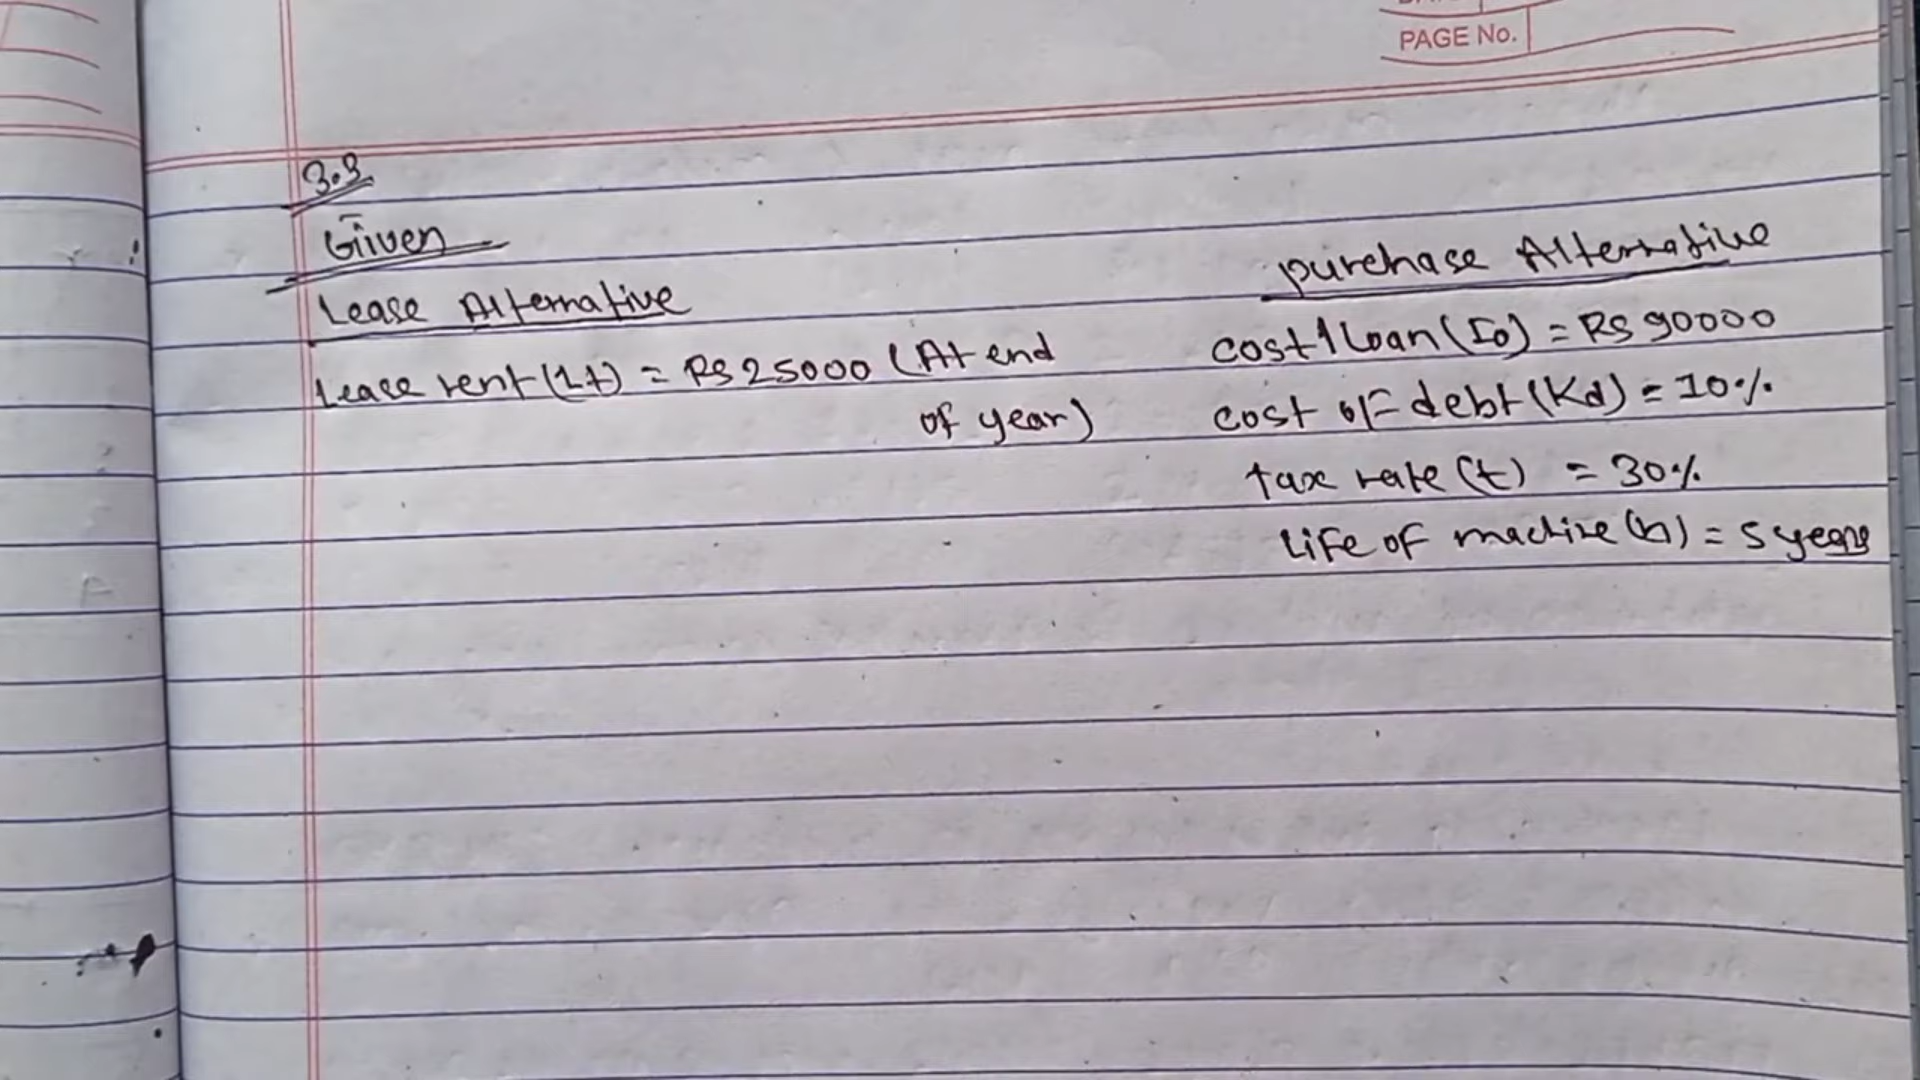 PAGE No.
3.3
Given
Lease Alternative
Lease rent (Lt) = Rs 25000 (At end
of year)
purchase Alternative
cost / Loan (I0) = Rs 90000
cost of debt (Kd) = 10%
tax rate (t) = 30%
Life of machine (n) = 5 years